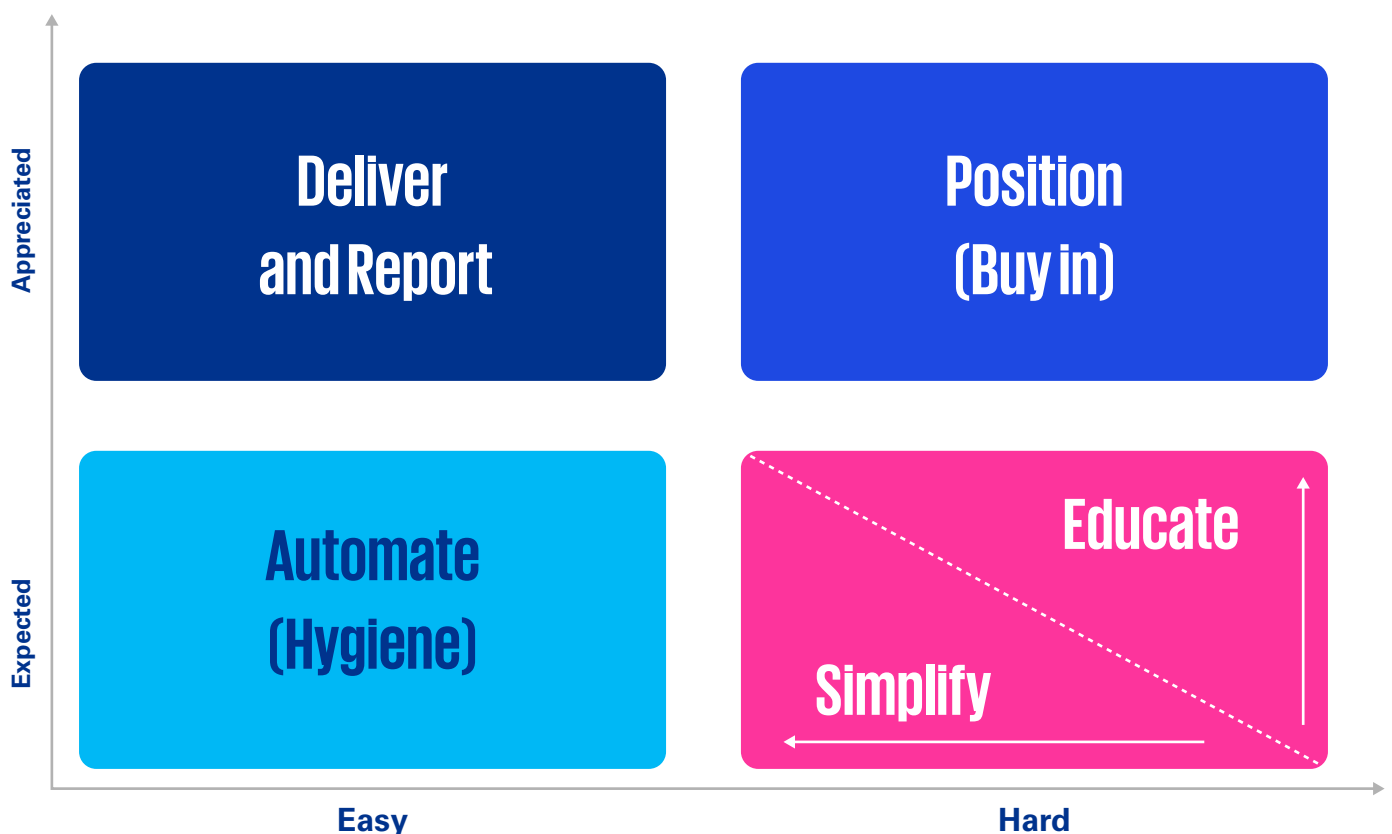 Appreciated
Deliver
and Report
Position
(Buy in)
Expected
Automate
(Hygiene)
Educate
Simplify
Easy
Hard